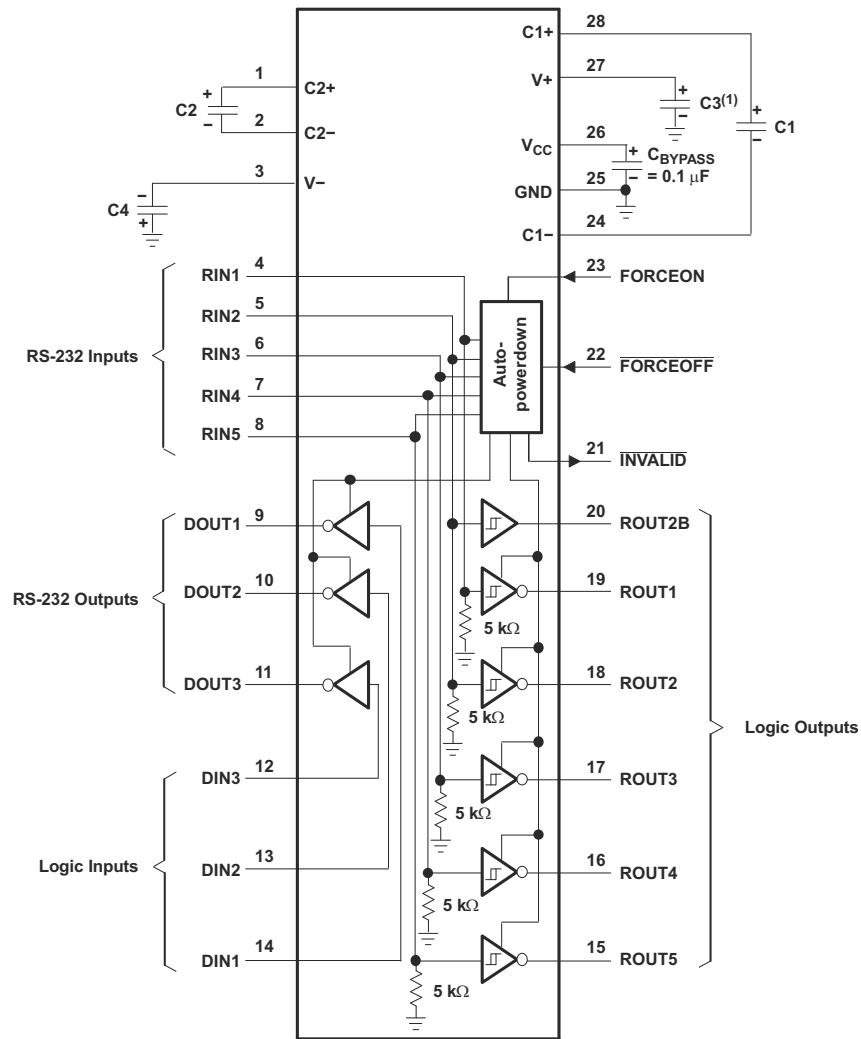 28
C1+
27
V+
C3(1)
C1
+
−
26
VCC
CBYPASS
= 0.1 μF
+
−
25
GND
24
C1−
1
C2+
C2
+
−
2
C2−
3
V−
C4
−
+
RS-232 Inputs
RIN1 4
RIN2 5
RIN3 6
RIN4 7
RIN5 8
Auto-
powerdown
23 FORCEON
22 FORCEOFF
21 INVALID
RS-232 Outputs
DOUT1 9
DOUT2 10
DOUT3 11
Logic Inputs
DIN3 12
DIN2 13
DIN1 14
20 ROUT2B
19 ROUT1
5 kΩ
18 ROUT2
5 kΩ
17 ROUT3
5 kΩ
16 ROUT4
5 kΩ
15 ROUT5
5 kΩ
Logic Outputs